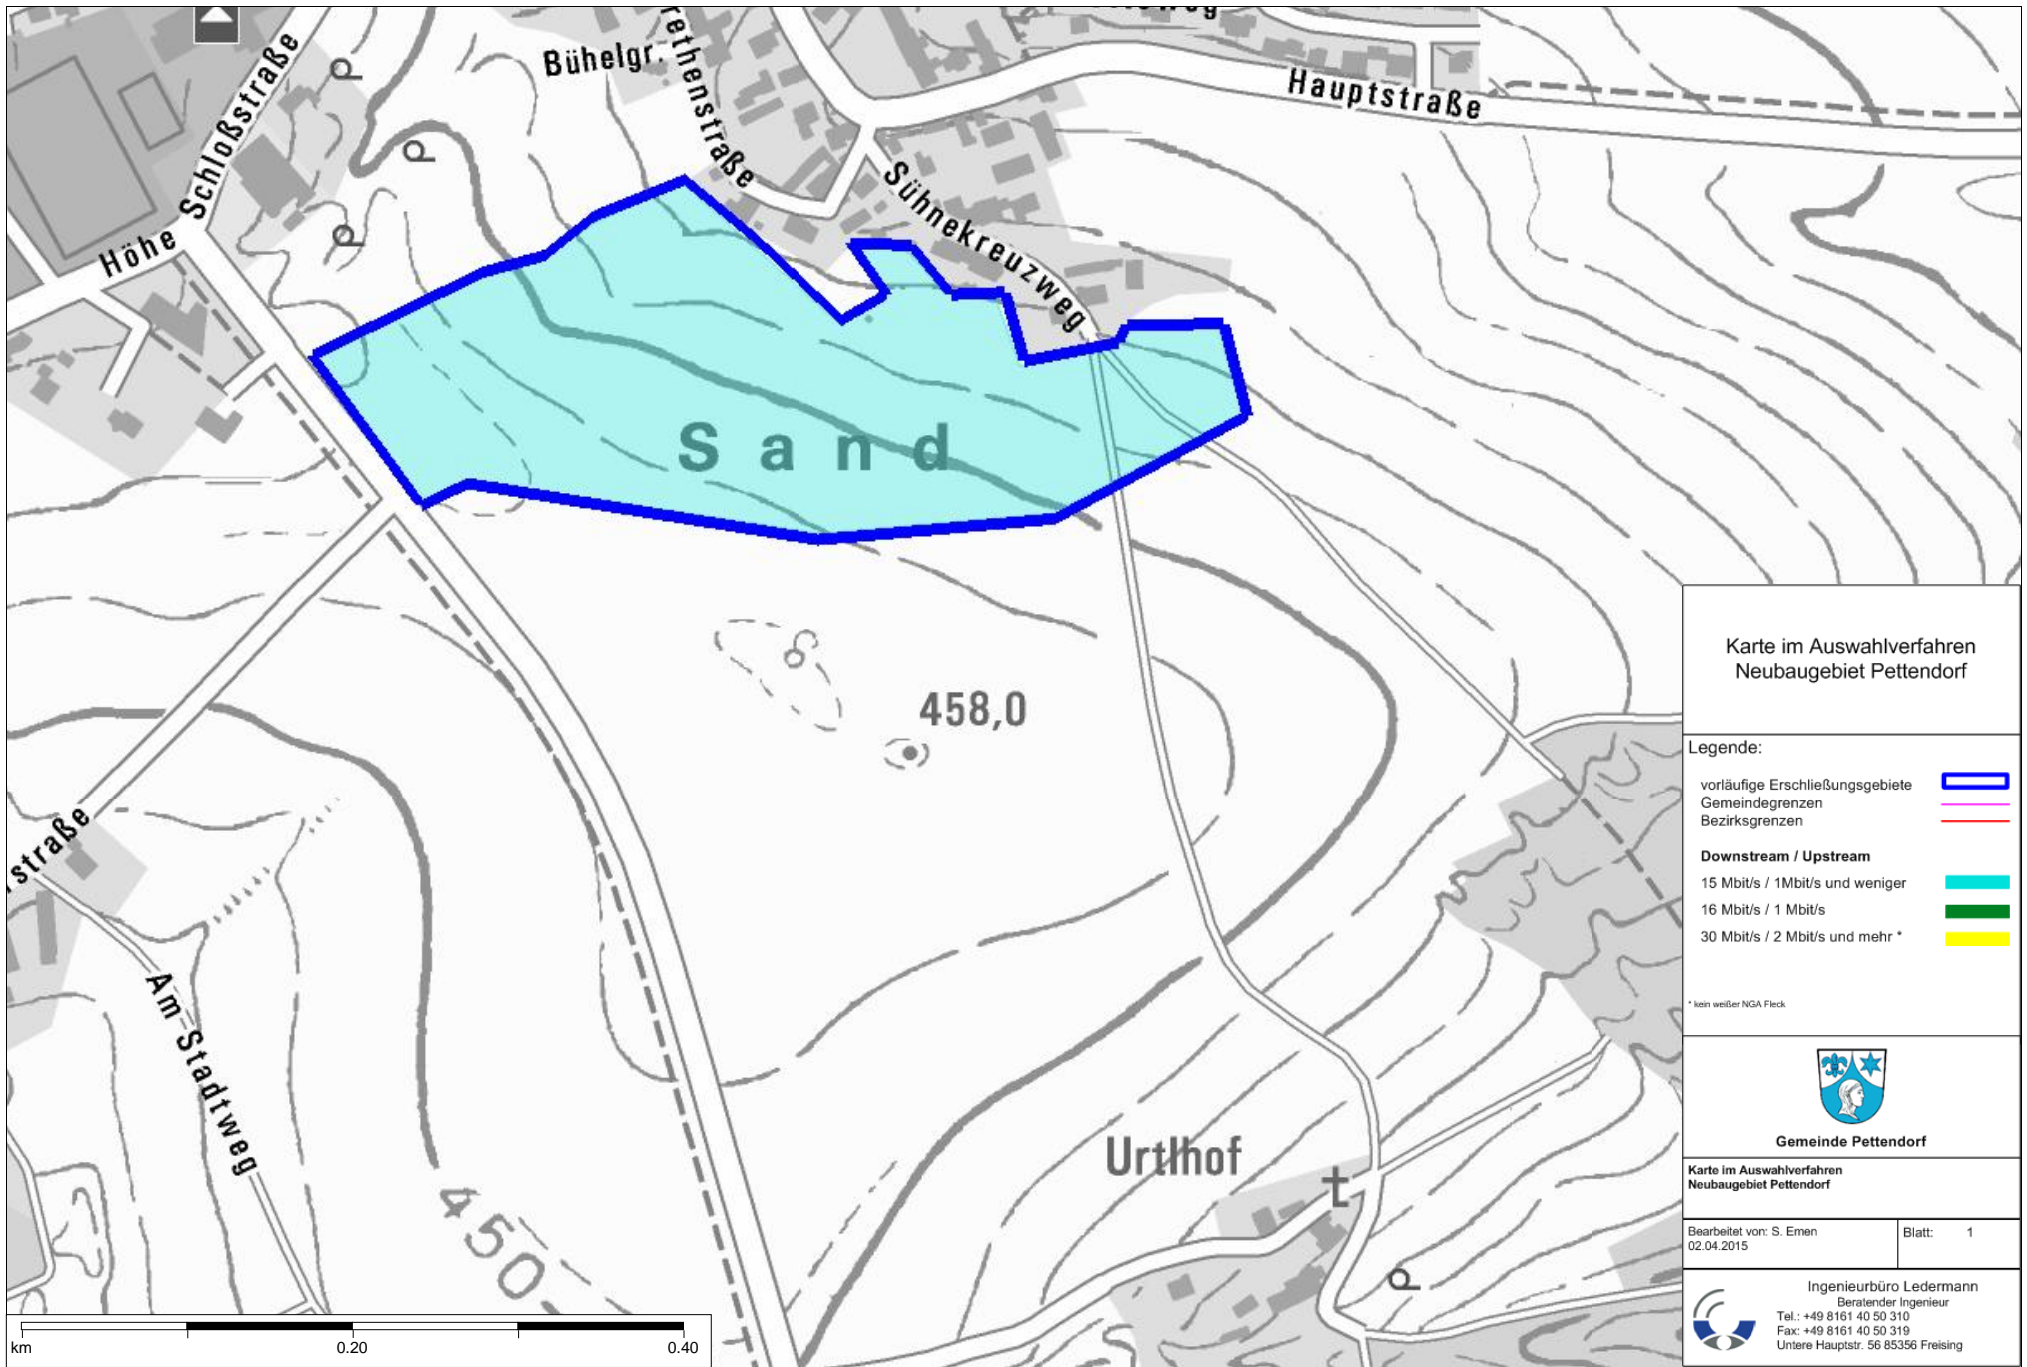 Bühelgr.
rethenstraße
Hauptstraße
Schloßstraße
Höhe
Sühnekreuzweg
Sand
458,0
rstraße
Am Stadtweg
450
Urtlhof
t
km
0.20
0.40
Karte im Auswahlverfahren
Neubaugebiet Pettendorf
Legende:
vorläufige Erschließungsgebiete
Gemeindegrenzen
Bezirksgrenzen
Downstream / Upstream
15 Mbit/s / 1Mbit/s und weniger
16 Mbit/s / 1 Mbit/s
30 Mbit/s / 2 Mbit/s und mehr *
* kein weißer NGA Fleck
Gemeinde Pettendorf
Karte im Auswahlverfahren
Neubaugebiet Pettendorf
Bearbeitet von: S. Emen
02.04.2015
Blatt: 1
Ingenieurbüro Ledermann
Beratender Ingenieur
Tel.: +49 8161 40 50 310
Fax: +49 8161 40 50 319
Untere Hauptstr. 56 85356 Freising